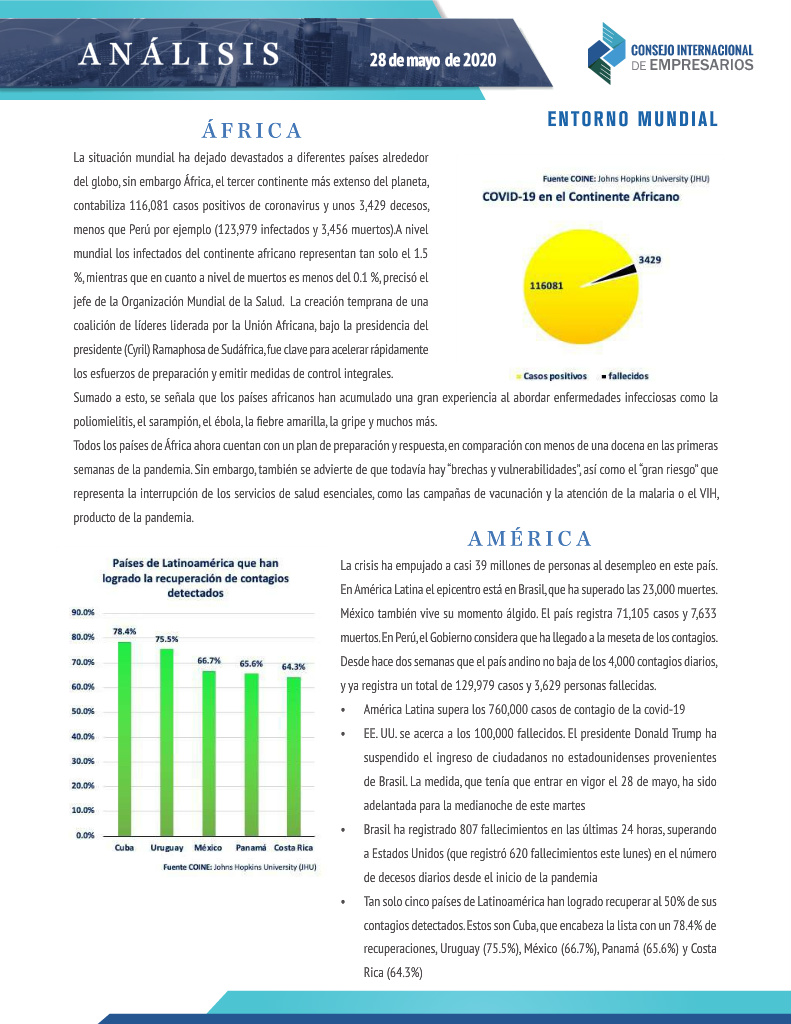 ANÁLISIS
28 de mayo de 2020
CONSEJO INTERNACIONAL
DE EMPRESARIOS
ENTORNO MUNDIAL
ÁFRICA
La situación mundial ha dejado devastados a diferentes países alrededor
del globo, sin embargo África, el tercer continente más extenso del planeta,
contabiliza 116,081 casos positivos de coronavirus y unos 3,429 decesos,
menos que Perú por ejemplo (123,979 infectados y 3,456 muertos).A nivel
mundial los infectados del continente africano representan tan solo el 1.5
%, mientras que en cuanto a nivel de muertos es menos del 0.1 %, precisó el
jefe de la Organización Mundial de la Salud. La creación temprana de una
coalición de líderes liderada por la Unión Africana, bajo la presidencia del
presidente (Cyril) Ramaphosa de Sudáfrica, fue clave para acelerar rápidamente
los esfuerzos de preparación y emitir medidas de control integrales.
Fuente COINE: Johns Hopkins University (JHU)
COVID-19 en el Continente Africano
3429
116081
Casos positivos
fallecidos
Sumado a esto, se señala que los países africanos han acumulado una gran experiencia al abordar enfermedades infecciosas como la
poliomielitis, el sarampión, el ébola, la fiebre amarilla, la gripe y muchos más.
Todos los países de África ahora cuentan con un plan de preparación y respuesta, en comparación con menos de una docena en las primeras
semanas de la pandemia. Sin embargo, también se advierte de que todavía hay “brechas y vulnerabilidades”, así como el “gran riesgo” que
representa la interrupción de los servicios de salud esenciales, como las campañas de vacunación y la atención de la malaria o el VIH,
producto de la pandemia.
Países de Latinoamérica que han
logrado la recuperación de contagios
detectados
90.0%
80.0%
70.0%
60.0%
50.0%
40.0%
30.0%
20.0%
10.0%
0.0%
78.4%
75.5%
66.7%
65.6%
64.3%
Cuba
Uruguay
México
Panamá
Costa Rica
Fuente COINE: Johns Hopkins University (JHU)
AMÉRICA
La crisis ha empujado a casi 39 millones de personas al desempleo en este país.
En América Latina el epicentro está en Brasil, que ha superado las 23,000 muertes.
México también vive su momento álgido. El país registra 71,105 casos y 7,633
muertos. En Perú, el Gobierno considera que ha llegado a la meseta de los contagios.
Desde hace dos semanas que el país andino no baja de los 4,000 contagios diarios,
y ya registra un total de 129,979 casos y 3,629 personas fallecidas.
• América Latina supera los 760,000 casos de contagio de la covid-19
• EE. UU. se acerca a los 100,000 fallecidos. El presidente Donald Trump ha
suspendido el ingreso de ciudadanos no estadounidenses provenientes
de Brasil. La medida, que tenía que entrar en vigor el 28 de mayo, ha sido
adelantada para la medianoche de este martes
• Brasil ha registrado 807 fallecimientos en las últimas 24 horas, superando
a Estados Unidos (que registró 620 fallecimientos este lunes) en el número
de decesos diarios desde el inicio de la pandemia
• Tan solo cinco países de Latinoamérica han logrado recuperar al 50% de sus
contagios detectados. Estos son Cuba, que encabeza la lista con un 78.4% de
recuperaciones, Uruguay (75.5%), México (66.7%), Panamá (65.6%) y Costa
Rica (64.3%)